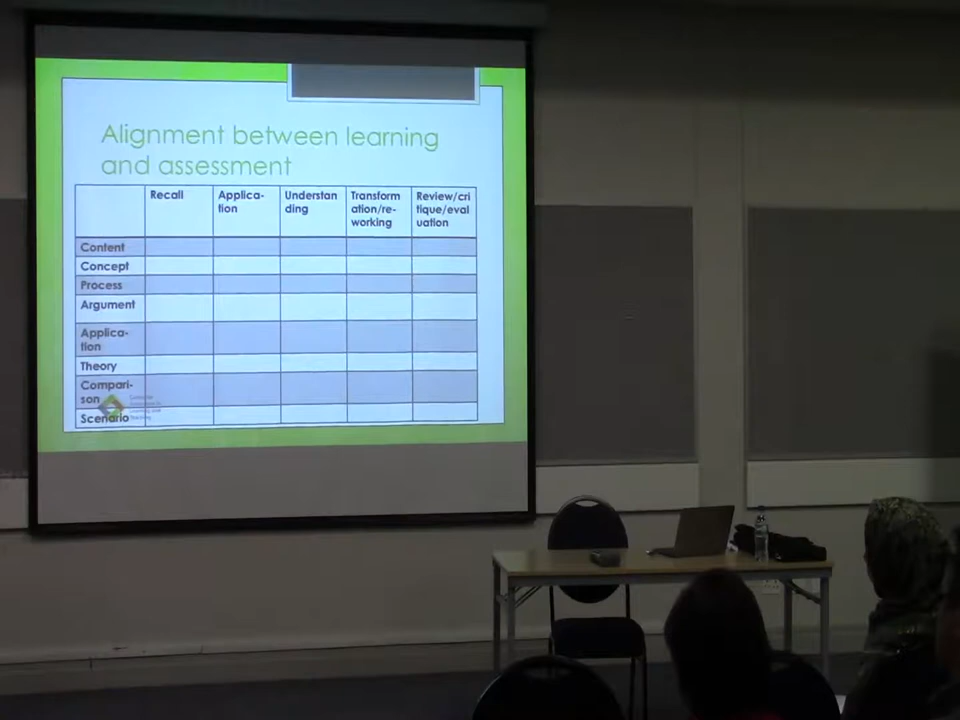 Alignment between learning
and assessment
Recall
Applica-
tion
Understan
ding
Transform
ation/re-
working
Review/cri
tique/eval
uation
Content
Concept
Process
Argument
Applica-
tion
Theory
Compari-
son
Scenario